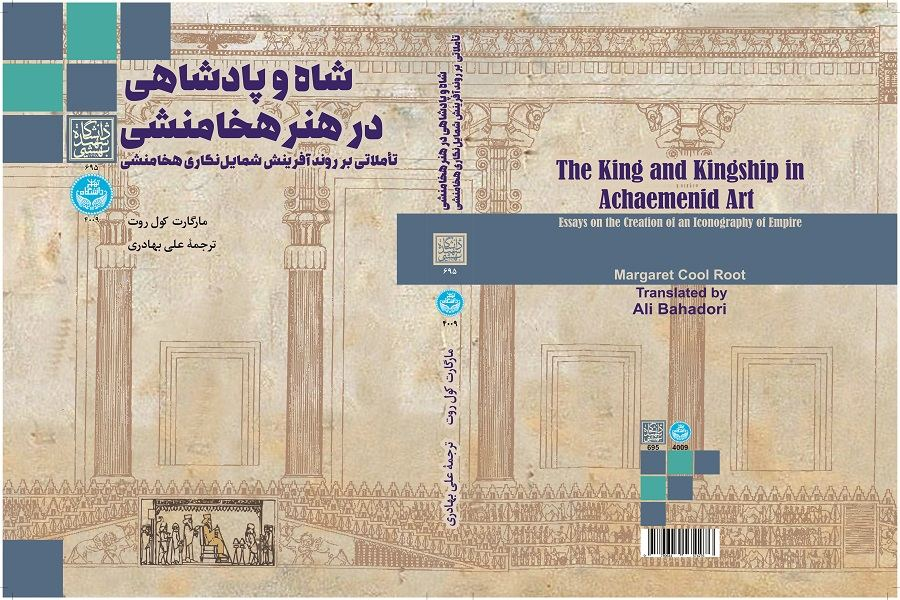 شاه و پادشاهی
در هنر هخامنشی
تأملاتی بر روند آفرینش شمایل‌نگاری هخامنشی
دانشگاه
شهید
بهشتی
۶۹۵
۴۰۰۹
مارگارت کول روت
ترجمهٔ علی بهادری
شاه و پادشاهی در هنر هخامنشی
تأملاتی بر روند آفرینش شمایل‌نگاری هخامنشی
۶۹۵
۴۰۰۹
مارگارت کول روت
ترجمهٔ علی بهادری
The King and Kingship in
Achaemenid Art
Essays on the Creation of an Iconography of Empire
Margaret Cool Root
Translated by
Ali Bahadori
695
4009